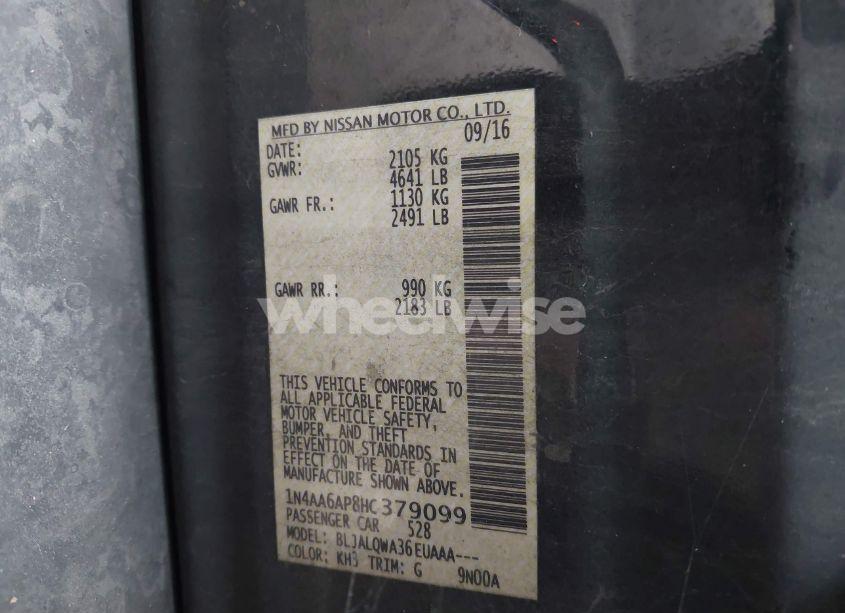 MFD BY NISSAN MOTOR CO., LTD.
DATE: 09/16
GVWR: 2105 KG
4641 LB
GAWR FR.: 1130 KG
2491 LB
GAWR RR.: 990 KG
2183 LB
wheelwise
THIS VEHICLE CONFORMS TO
ALL APPLICABLE FEDERAL
MOTOR VEHICLE SAFETY,
BUMPER, AND THEFT
PREVENTION STANDARDS IN
EFFECT ON THE DATE OF
MANUFACTURE SHOWN ABOVE.
1N4AA6AP8HC379099
PASSENGER CAR 528
MODEL: BLJALQWA36EUAAA---
COLOR: KH3 TRIM: G 9N00A